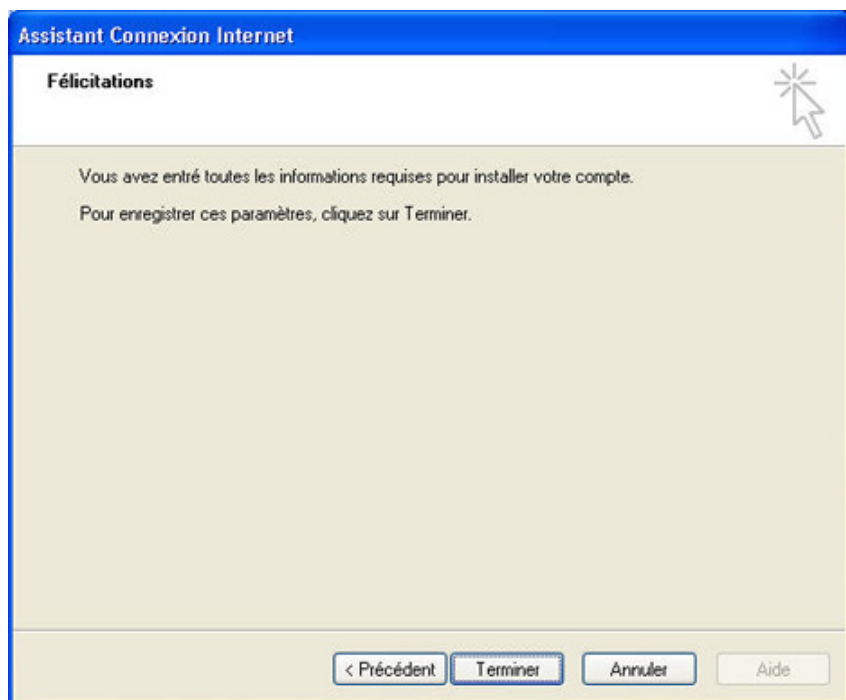 Assistant Connexion Internet
Félicitations
Vous avez entré toutes les informations requises pour installer votre compte.
Pour enregistrer ces paramètres, cliquez sur Terminer.
< Précédent Terminer Annuler Aide